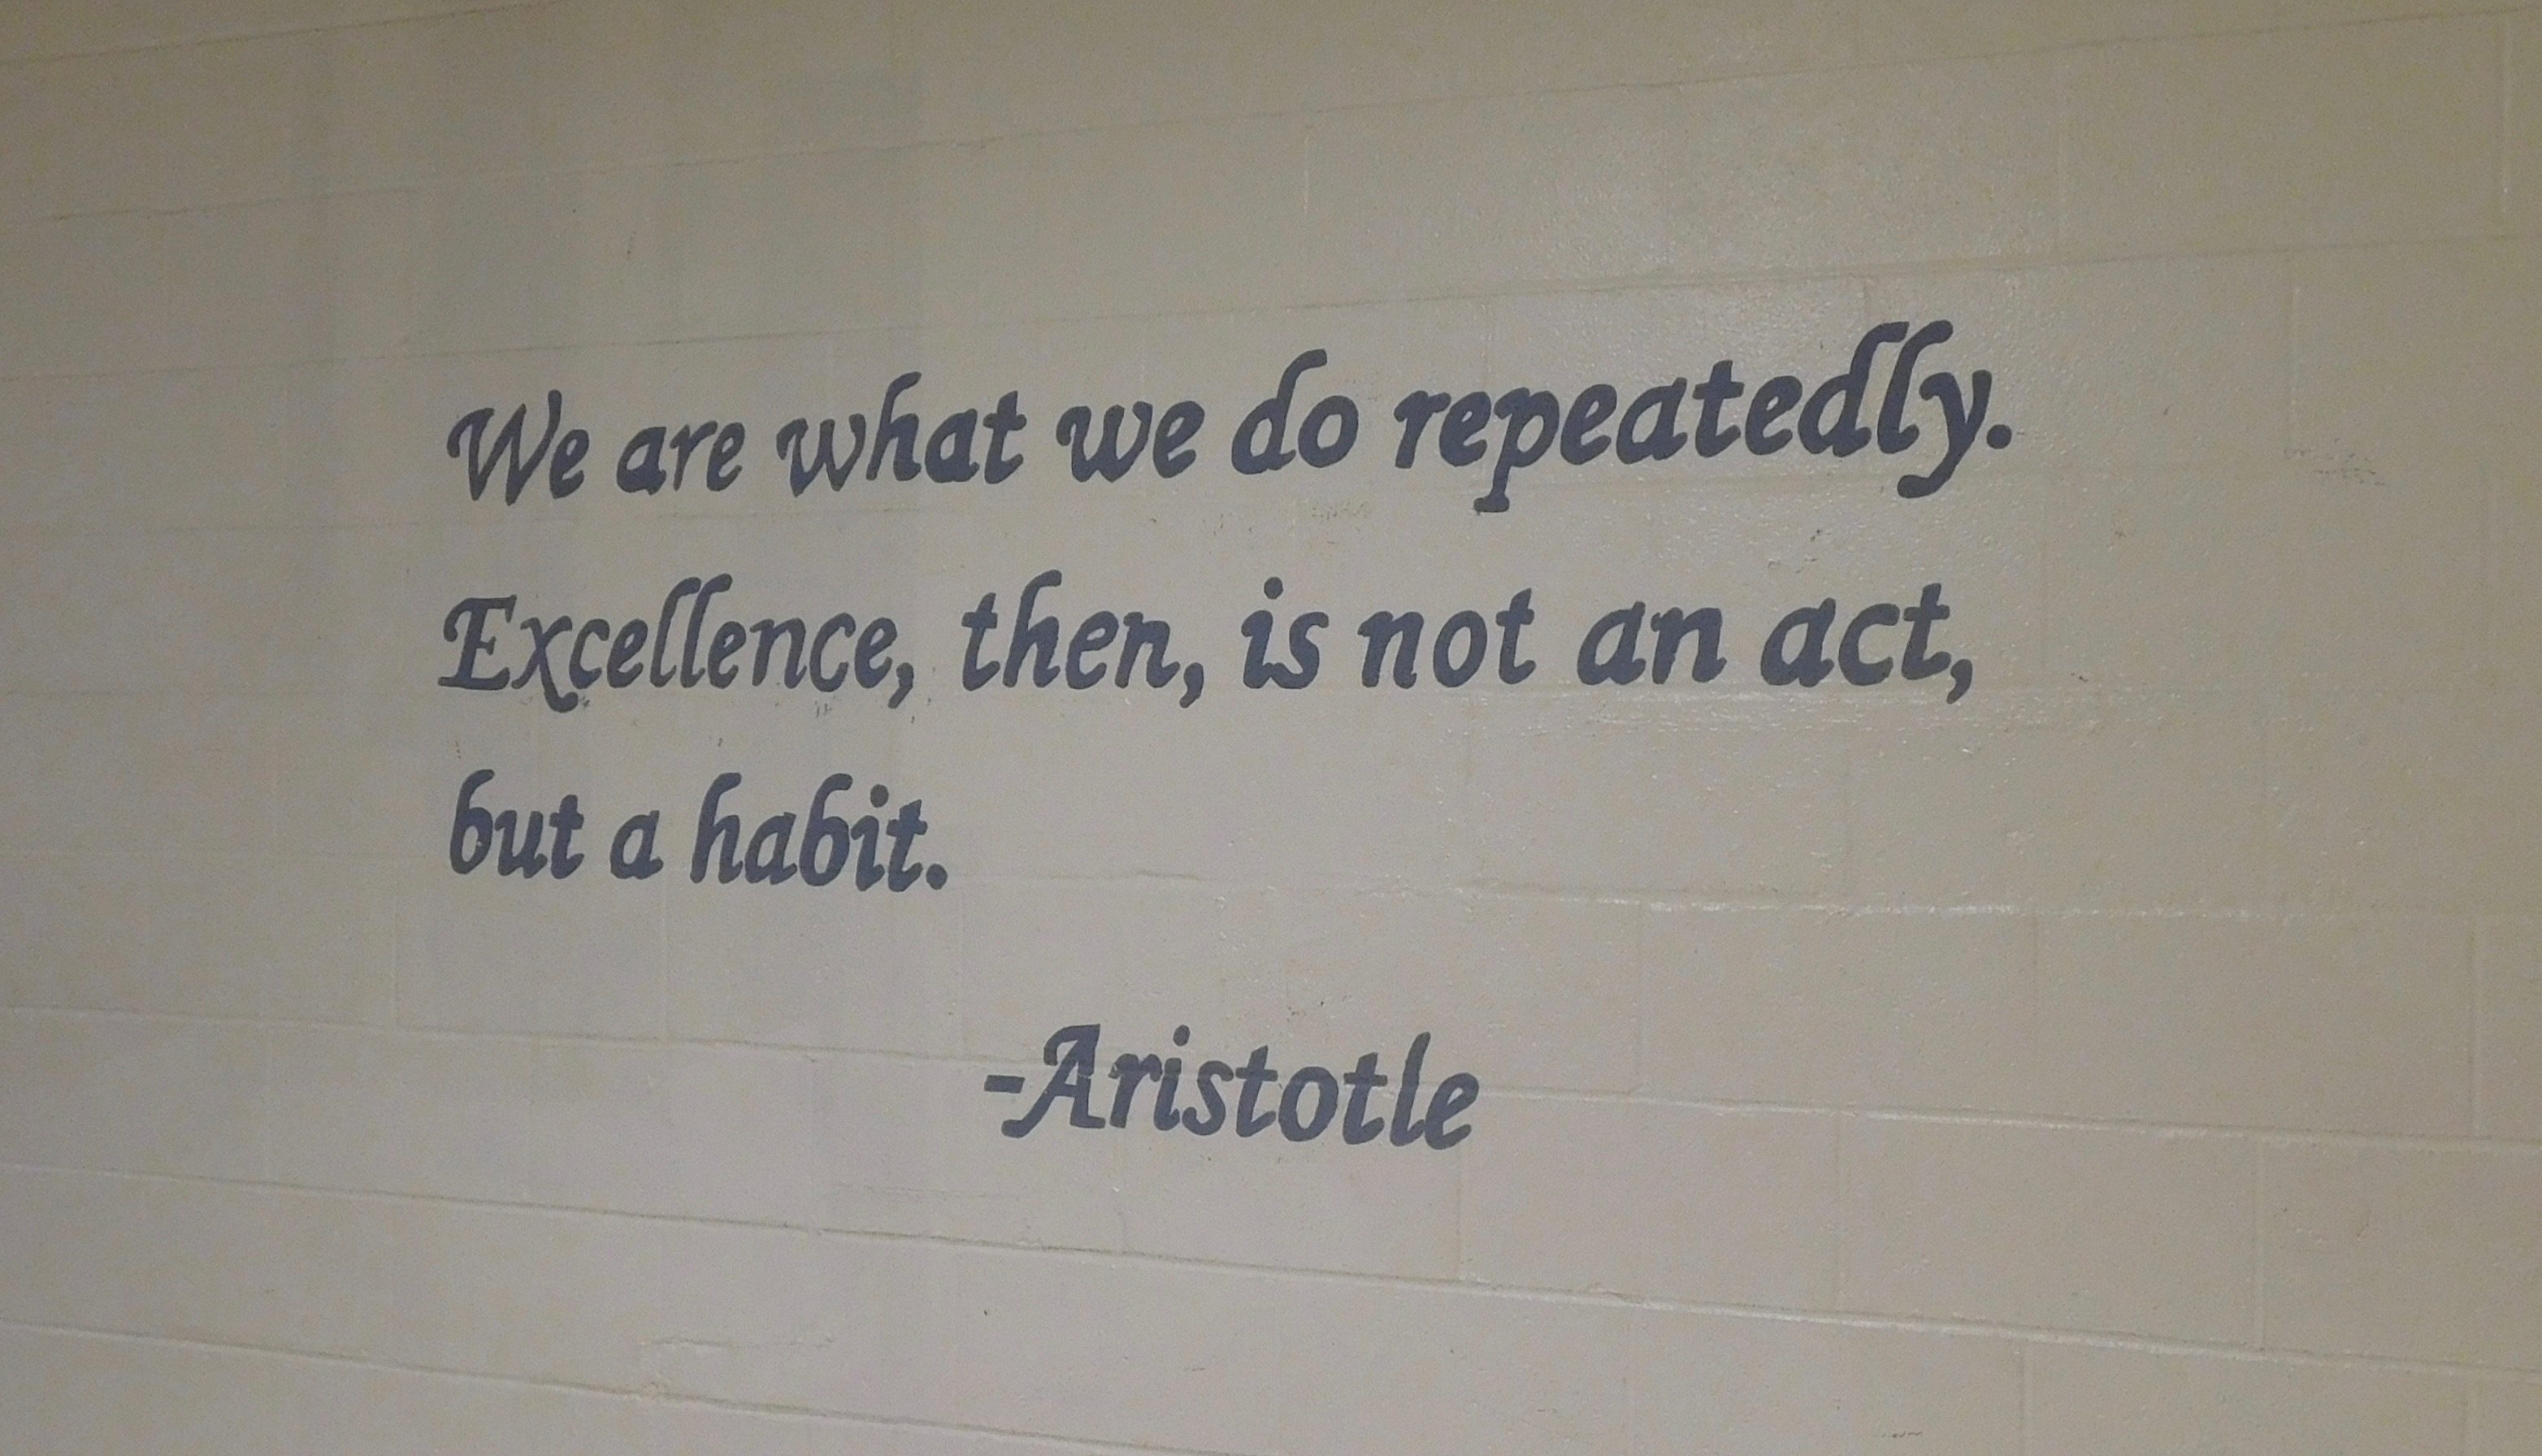 We are what we do repeatedly.
Excellence, then, is not an act,
but a habit.
-Aristotle